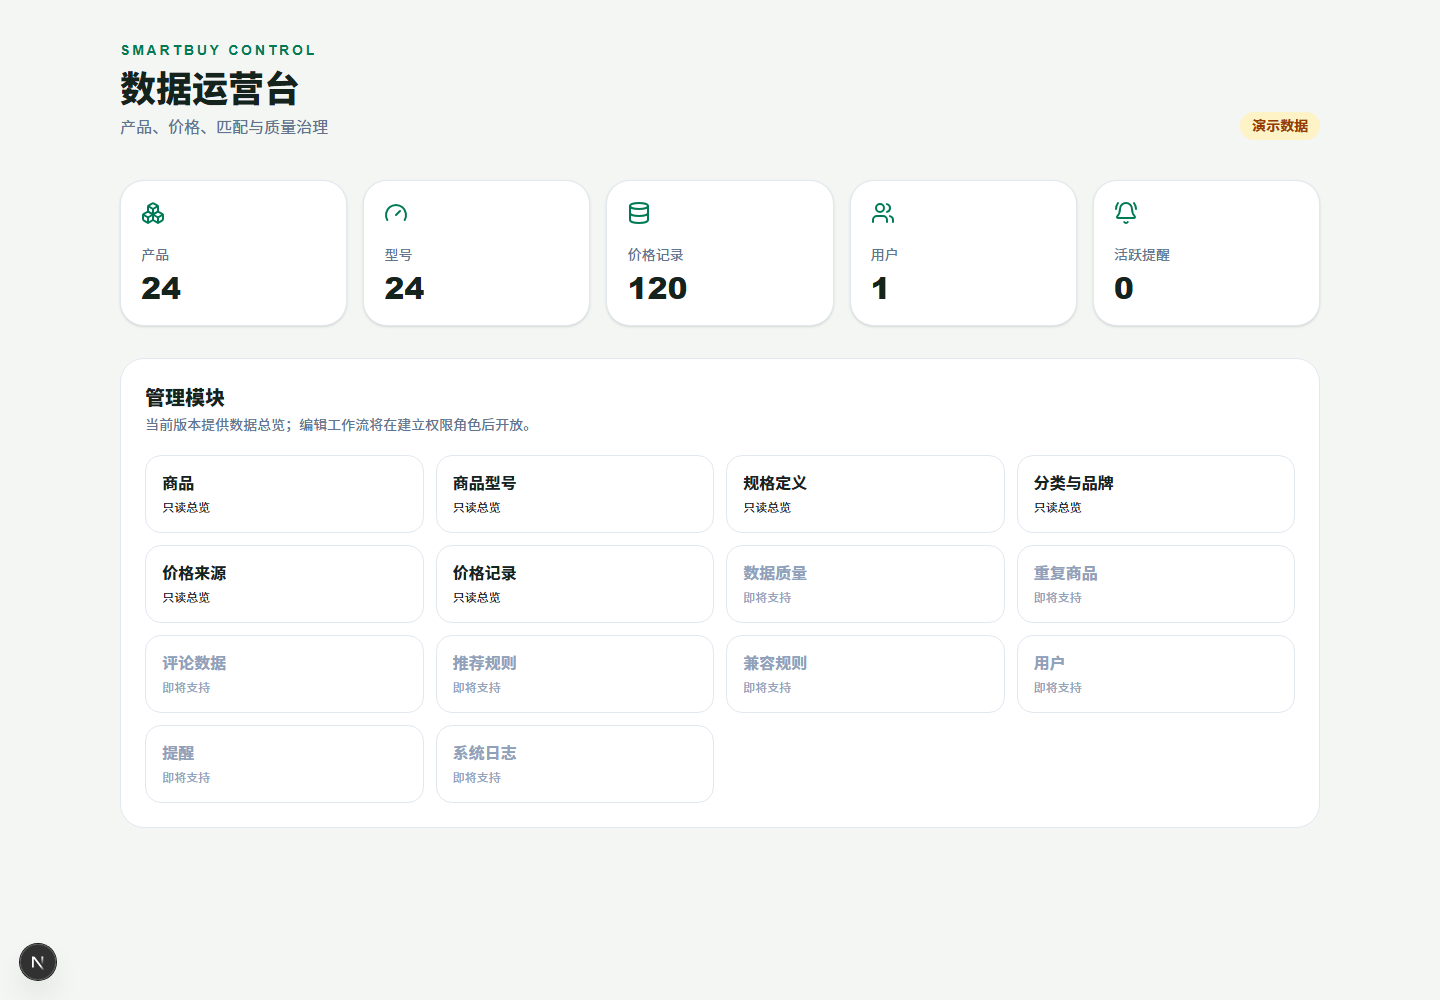 SMARTBUY CONTROL
数据运营台
产品、价格、匹配与质量治理
演示数据
产品
24
型号
24
价格记录
120
用户
1
活跃提醒
0
管理模块
当前版本提供数据总览；编辑工作流将在建立权限角色后开放。
商品
只读总览
商品型号
只读总览
规格定义
只读总览
分类与品牌
只读总览
价格来源
只读总览
价格记录
只读总览
数据质量
即将支持
重复商品
即将支持
评论数据
即将支持
推荐规则
即将支持
兼容规则
即将支持
用户
即将支持
提醒
即将支持
系统日志
即将支持
N